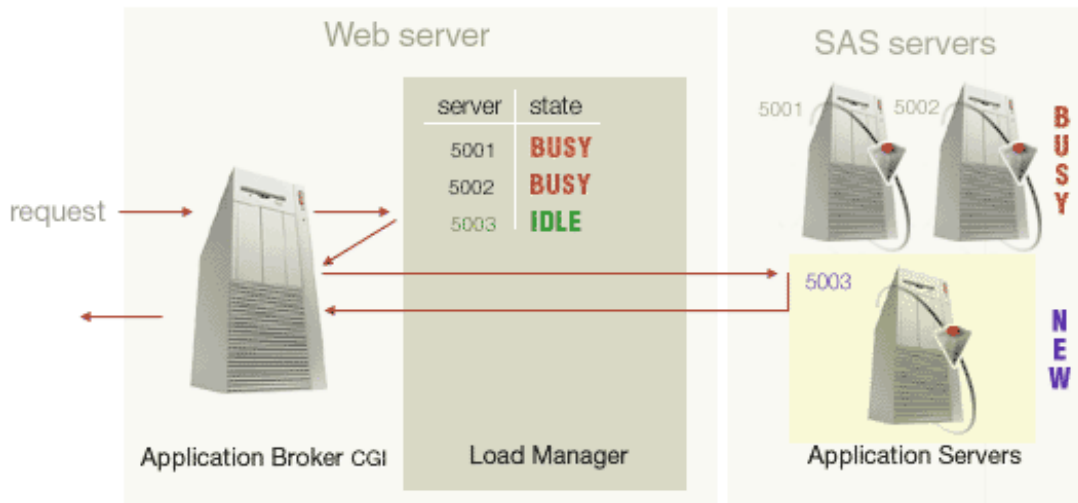 Web server
SAS servers
server state
5001 BUSY
5002 BUSY
5003 IDLE
request
5001
5002
BUSY
5003
NEW
Application Broker CGI
Load Manager
Application Servers